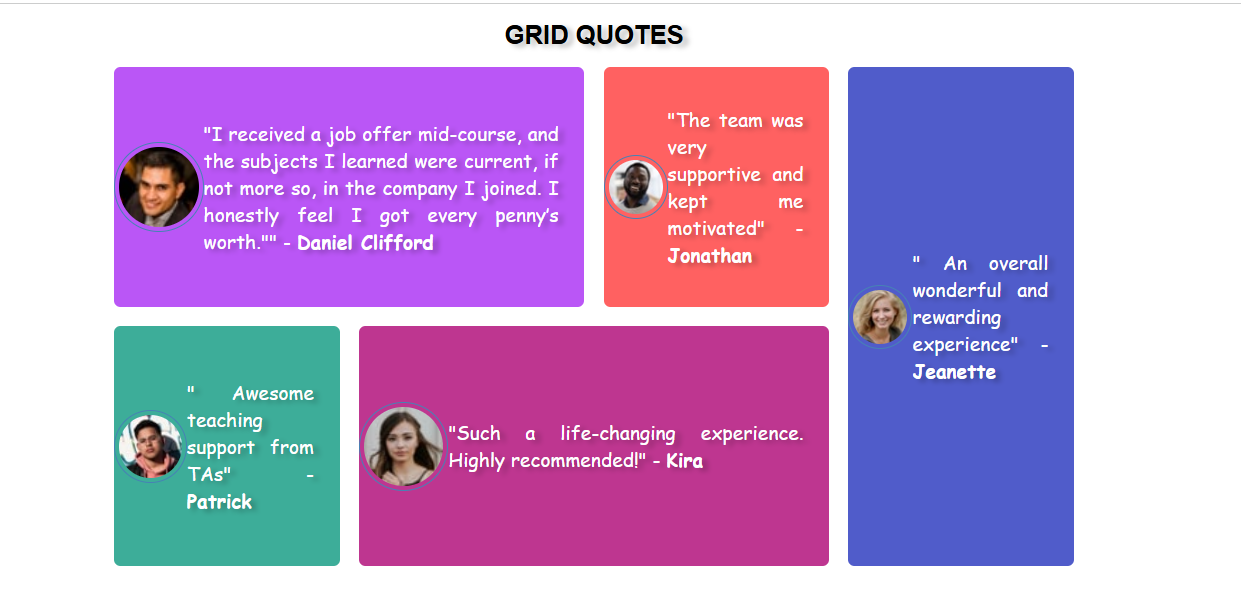 GRID QUOTES
"I received a job offer mid-course, and
the subjects I learned were current, if
not more so, in the company I joined. I
honestly feel I got every penny's
worth."" - Daniel Clifford
"The team was
very
supportive and
kept me
motivated" -
Jonathan
" An overall
wonderful and
rewarding
experience" -
Jeanette
" Awesome
teaching
support from
TAs" -
Patrick
"Such a life-changing experience.
Highly recommended!" - Kira